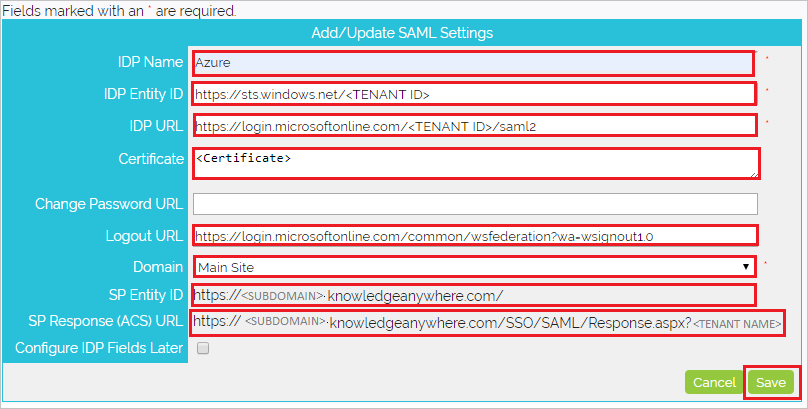 Fields marked with an * are required.
Add/Update SAML Settings
IDP Name Azure *
IDP Entity ID https://sts.windows.net/<TENANT ID> *
IDP URL https://login.microsoftonline.com/<TENANT ID>/saml2 *
Certificate <Certificate>
Change Password URL
Logout URL https://login.microsoftonline.com/common/wsfederation?wa=wsignout1.0
Domain Main Site *
SP Entity ID https://<SUBDOMAIN>.knowledgeanywhere.com/
SP Response (ACS) URL https:// <SUBDOMAIN>.knowledgeanywhere.com/SSO/SAML/Response.aspx?<TENANT NAME>
Configure IDP Fields Later
Cancel Save